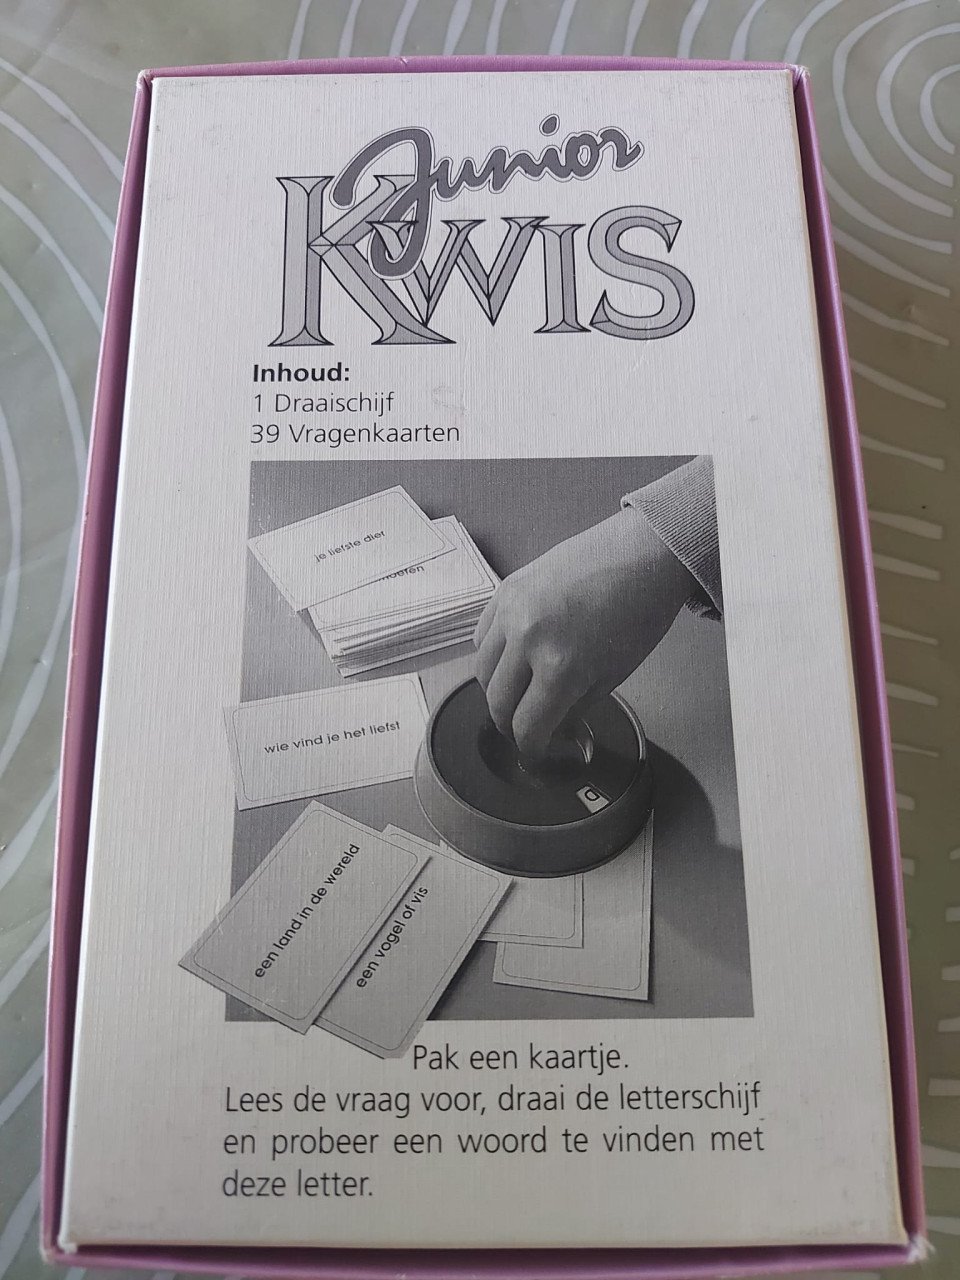 Junior
KWIS
Inhoud:
1 Draaischijf
39 Vragenkaarten
je liefste dier
wie vind je het liefst
D
een land in de wereld
een vogel of vis
Pak een kaartje.
Lees de vraag voor, draai de letterschijf
en probeer een woord te vinden met
deze letter.